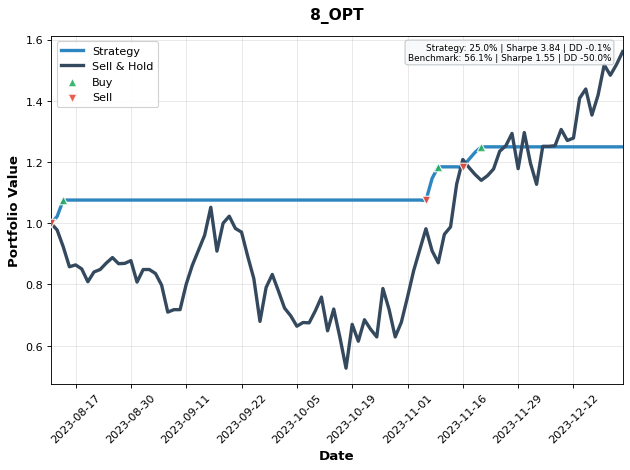 8_OPT
Strategy
Sell & Hold
Buy
Sell
Strategy: 25.0% | Sharpe 3.84 | DD -0.1%
Benchmark: 56.1% | Sharpe 1.55 | DD -50.0%
Portfolio Value
1.6
1.4
1.2
1.0
0.8
0.6
2023-08-17
2023-08-30
2023-09-11
2023-09-22
2023-10-05
2023-10-19
2023-11-01
2023-11-16
2023-11-29
2023-12-12
Date